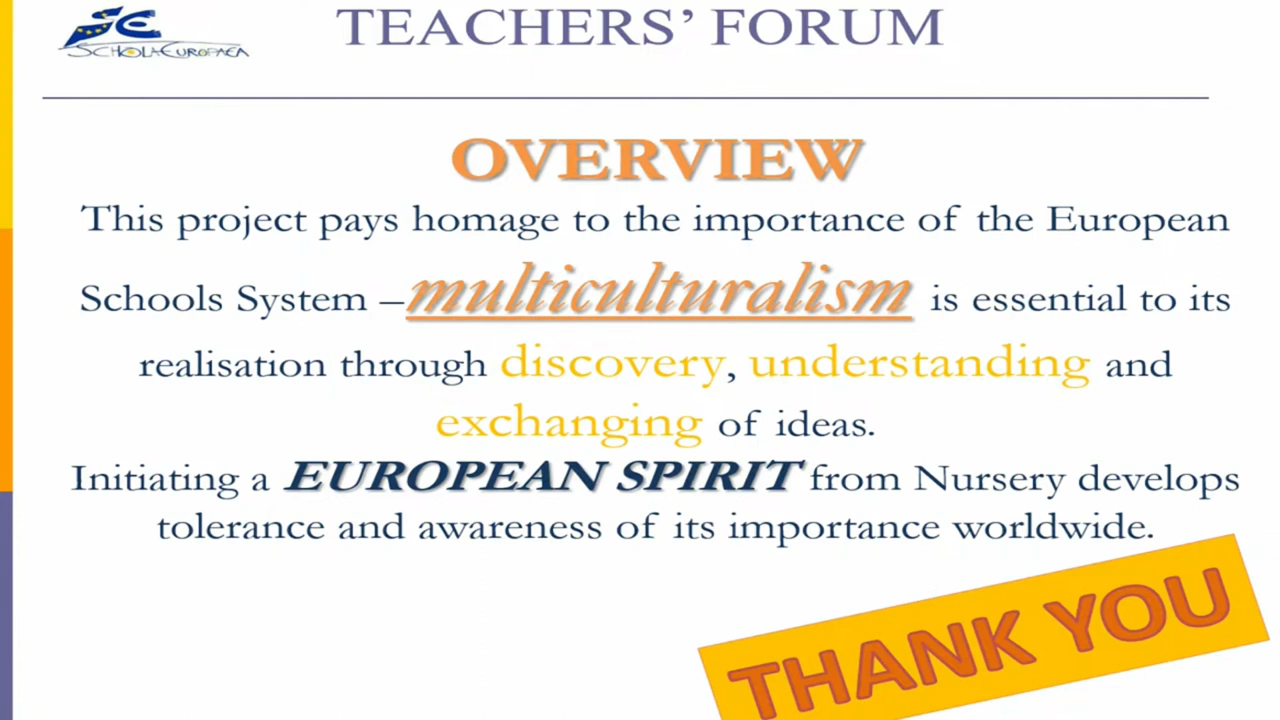 SCHOLA EUROPAEA
TEACHERS’ FORUM
OVERVIEW
This project pays homage to the importance of the European
Schools System –multiculturalism is essential to its
realisation through discovery, understanding and
exchanging of ideas.
Initiating a EUROPEAN SPIRIT from Nursery develops
tolerance and awareness of its importance worldwide.
THANK YOU